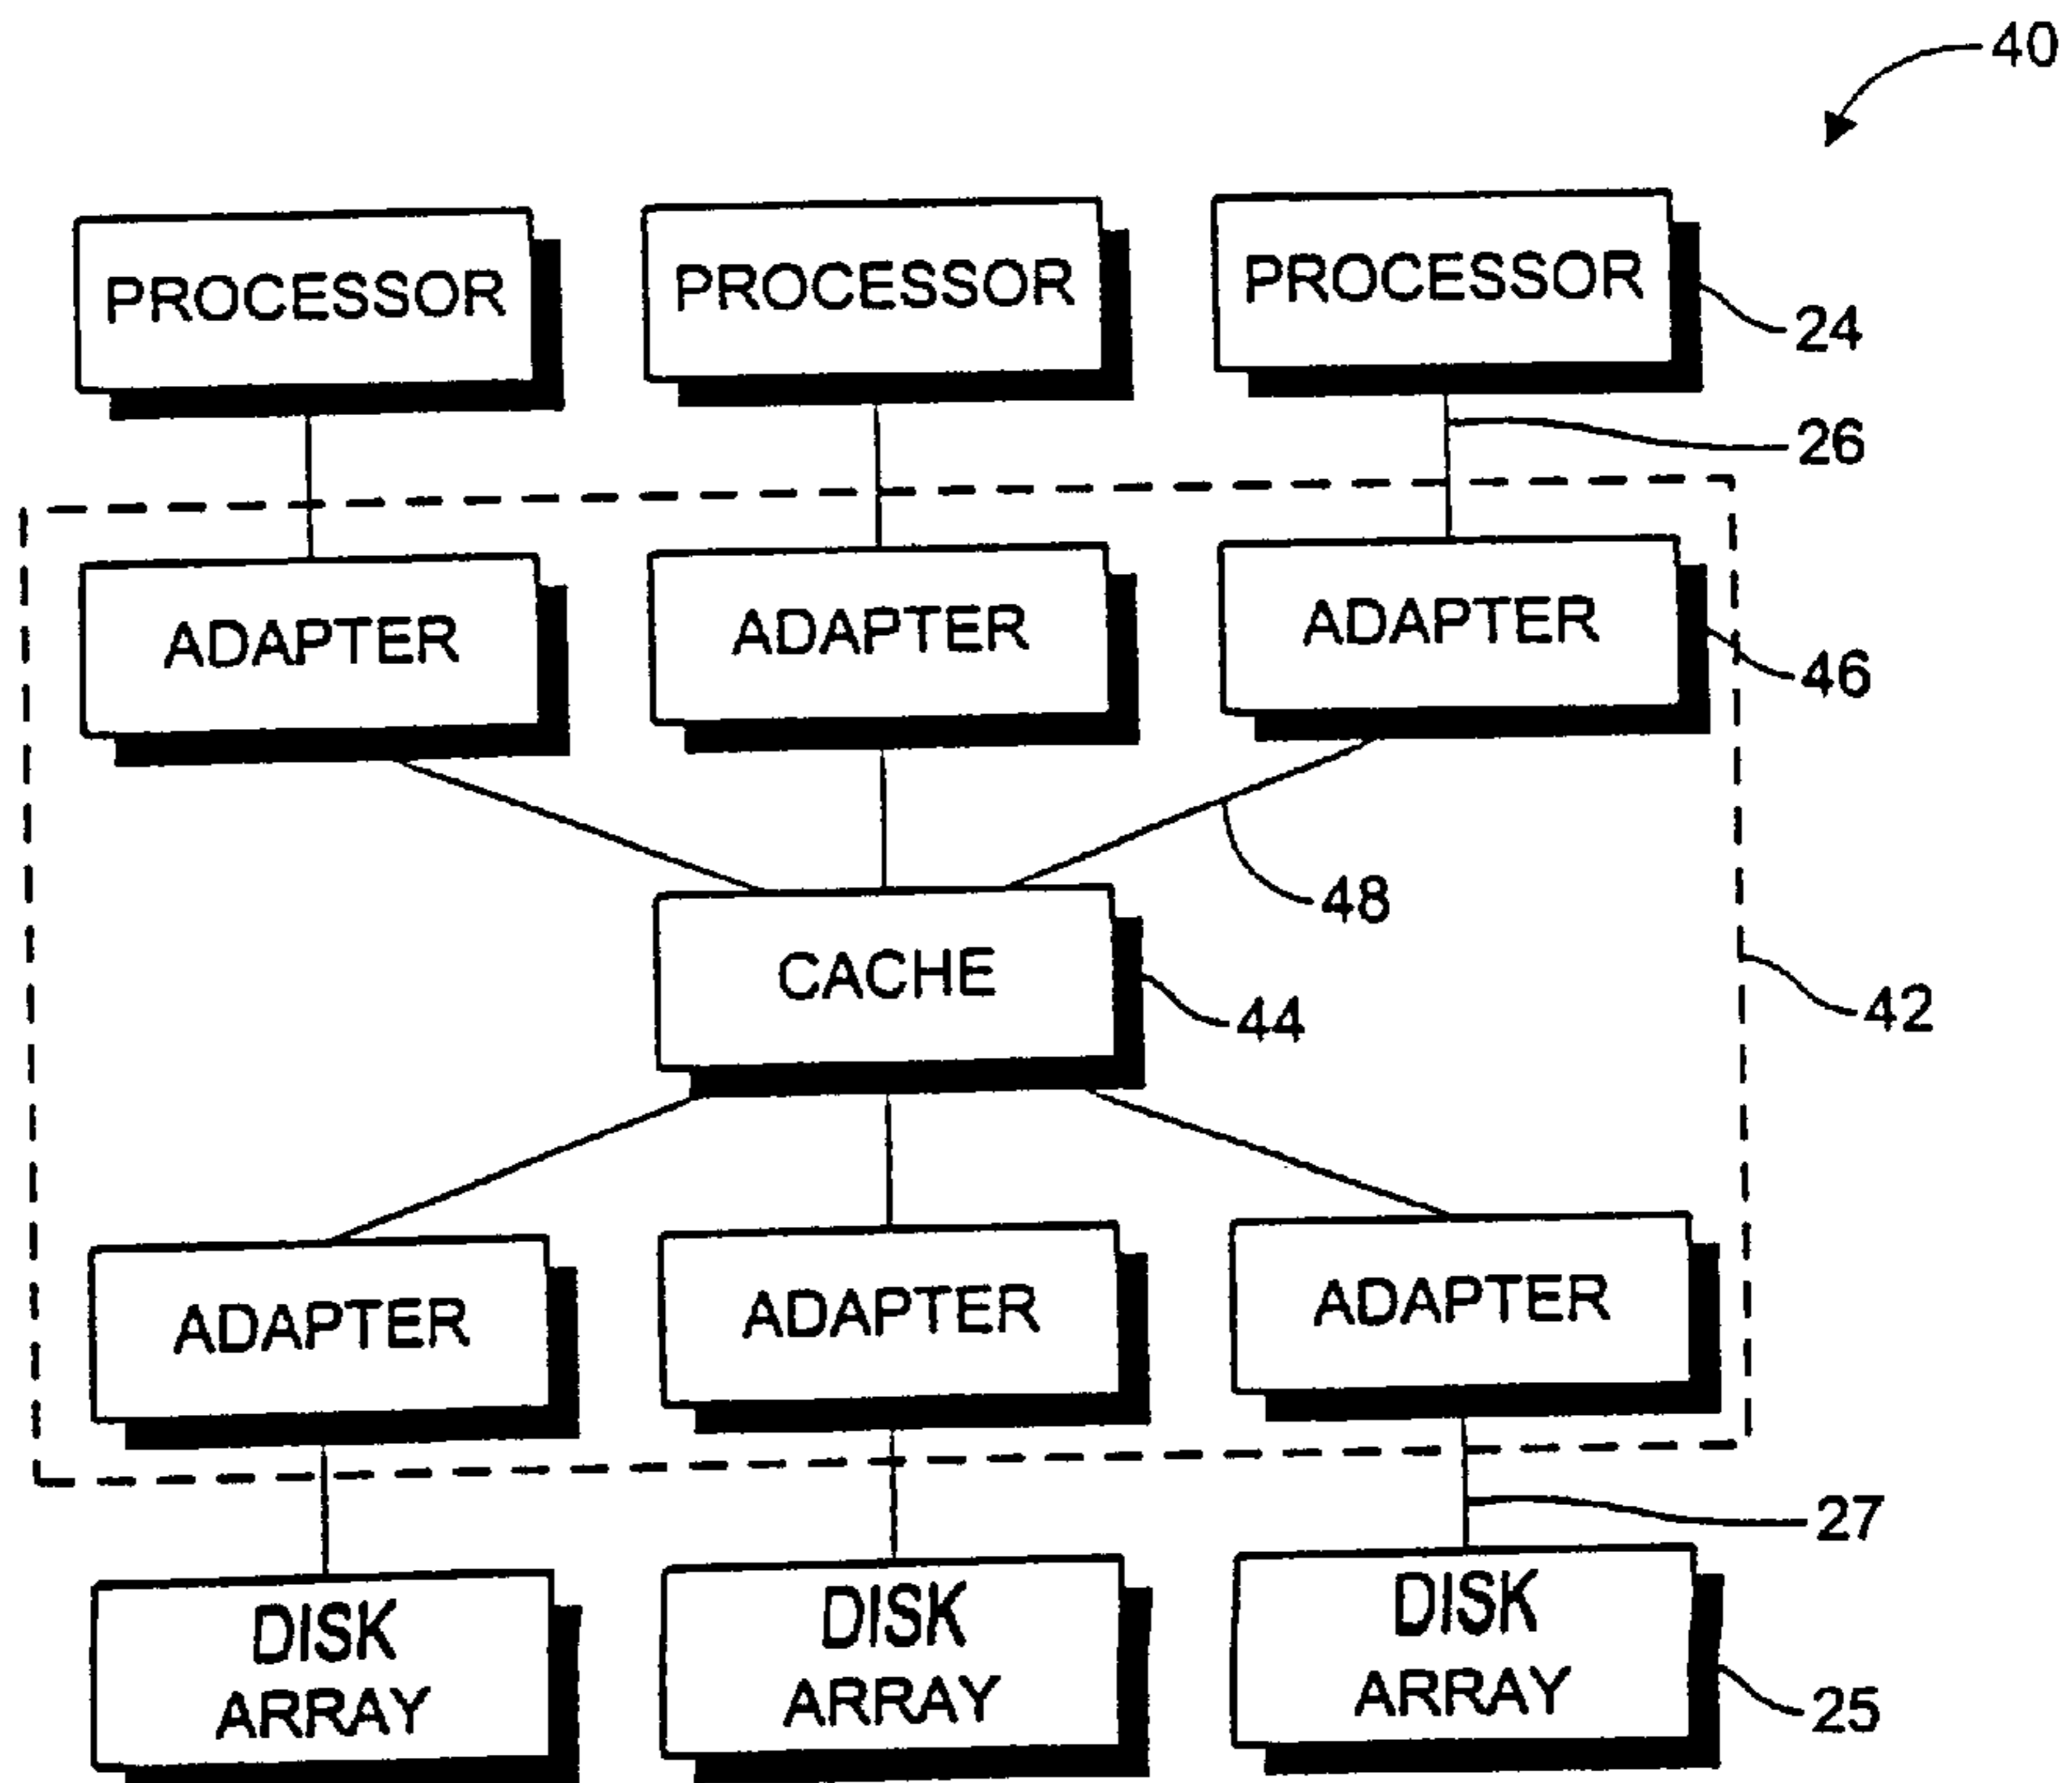 40
PROCESSOR PROCESSOR PROCESSOR
24
26
ADAPTER ADAPTER ADAPTER
46
48
CACHE
44
42
ADAPTER ADAPTER ADAPTER
27
DISK ARRAY
DISK ARRAY
DISK ARRAY
25